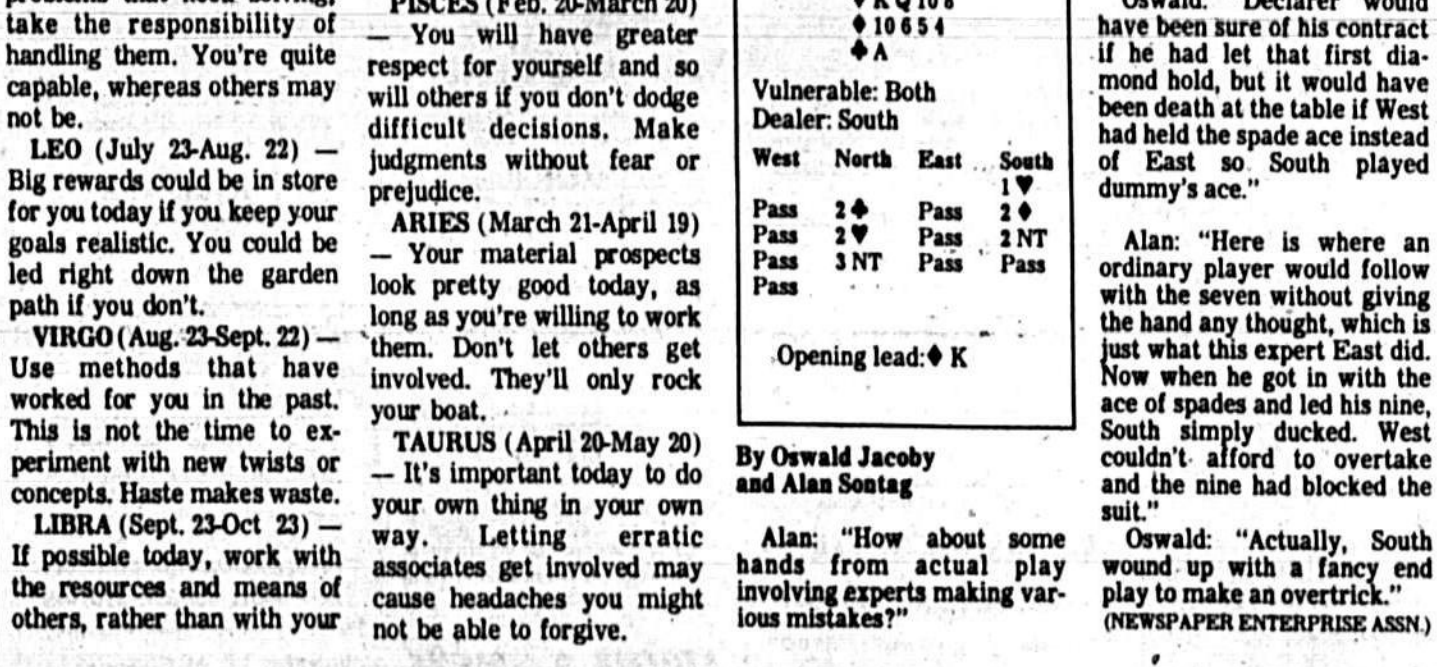 problems that need solving,
take the responsibility of
handling them. You're quite
capable, whereas others may
not be.
LEO (July 23-Aug. 22) —
Big rewards could be in store
for you today if you keep your
goals realistic. You could be
led right down the garden
path if you don't.
VIRGO (Aug. 23-Sept. 22) —
Use methods that have
worked for you in the past.
This is not the time to ex-
periment with new twists or
concepts. Haste makes waste.
LIBRA (Sept. 23-Oct 23) —
If possible today, work with
the resources and means of
others, rather than with your
PISCES (Feb. 20-March 20)
— You will have greater
respect for yourself and so
will others if you don't dodge
difficult decisions. Make
judgments without fear or
prejudice.
ARIES (March 21-April 19)
— Your material prospects
look pretty good today, as
long as you're willing to work
them. Don't let others get
involved. They'll only rock
your boat.
TAURUS (April 20-May 20)
— It's important today to do
your own thing in your own
way. Letting erratic
associates get involved may
cause headaches you might
not be able to forgive.
K Q 10 8
♦ 10 6 5 4
♣ A
Vulnerable: Both
Dealer: South
West North East South
1 ♥
Pass 2 ♣ Pass 2 ♦
Pass 2 ♥ Pass 2 NT
Pass 3 NT Pass Pass
Pass
Opening lead: ♦ K
By Oswald Jacoby
and Alan Sontag
Alan: "How about some
hands from actual play
involving experts making var-
ious mistakes?"
Oswald: "Declarer would
have been sure of his contract
if he had let that first dia-
mond hold, but it would have
been death at the table if West
had held the spade ace instead
of East so South played
dummy's ace."
Alan: "Here is where an
ordinary player would follow
with the seven without giving
the hand any thought, which is
just what this expert East did.
Now when he got in with the
ace of spades and led his nine,
South simply ducked. West
couldn't afford to overtake
and the nine had blocked the
suit."
Oswald: "Actually, South
wound up with a fancy end
play to make an overtrick."
(NEWSPAPER ENTERPRISE ASSN.)